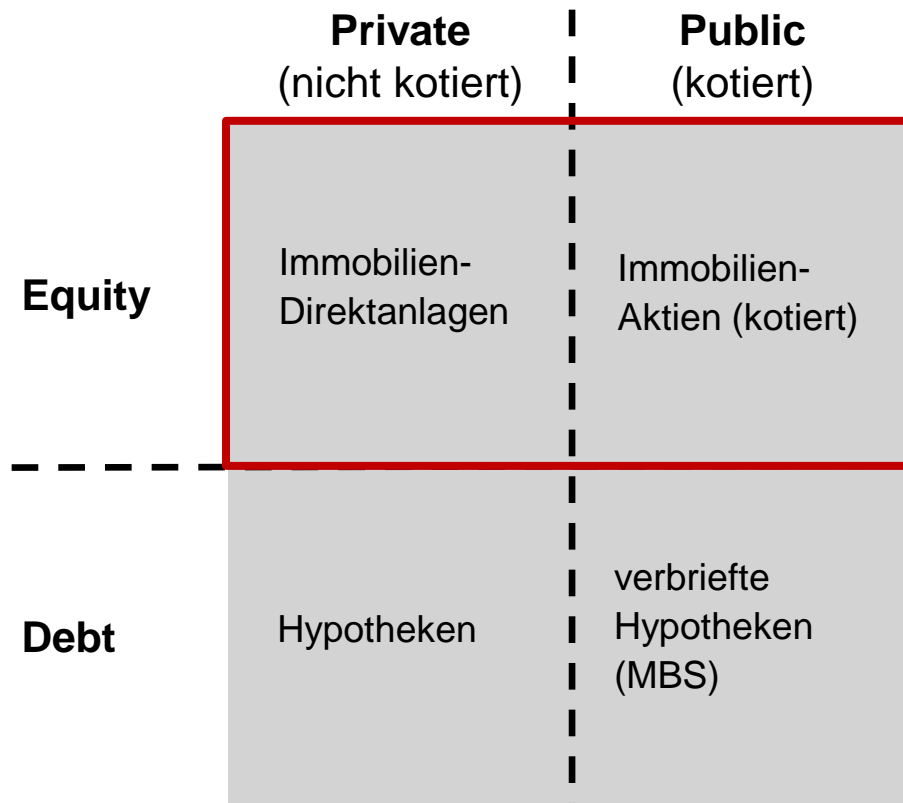 Private
(nicht kotiert)
Public
(kotiert)
Equity
Immobilien-
Direktanlagen
Immobilien-
Aktien (kotiert)
Debt
Hypotheken
verbriefte
Hypotheken
(MBS)